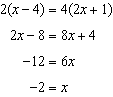 2(x − 4) = 4(2x + 1)
2x − 8 = 8x + 4
−12 = 6x
−2 = x